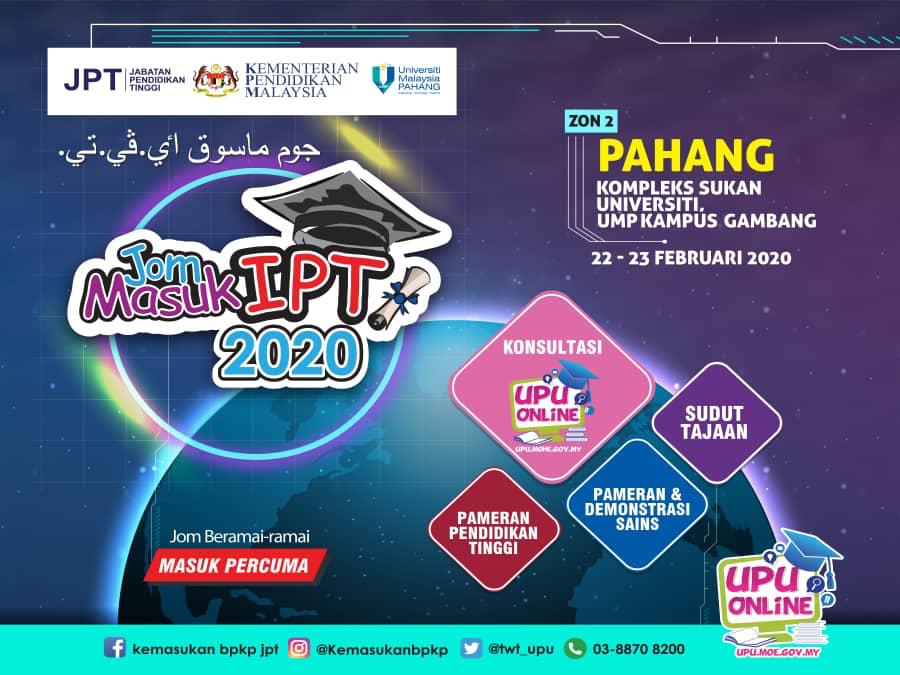 JPT
JABATAN
PENDIDIKAN
TINGGI
KEMENTERIAN
PENDIDIKAN
MALAYSIA
Universiti
Malaysia
PAHANG
جوم ماسوق اي.ڤي.تي.
Jom
Masuk IPT
2020
ZON 2
PAHANG
KOMPLEKS SUKAN
UNIVERSITI,
UMP KAMPUS GAMBANG
22 - 23 FEBRUARI 2020
KONSULTASI
UPU
ONLINE
UPU.MOHE.GOV.MY
SUDUT
TAJAAN
PAMERAN
PENDIDIKAN
TINGGI
PAMERAN &
DEMONSTRASI
SAINS
Jom Beramai-ramai
MASUK PERCUMA
UPU
ONLINE
UPU.MOE.GOV.MY
kemasukan bpkp jpt @Kemasukanbpkp @twt_upu 03-8870 8200